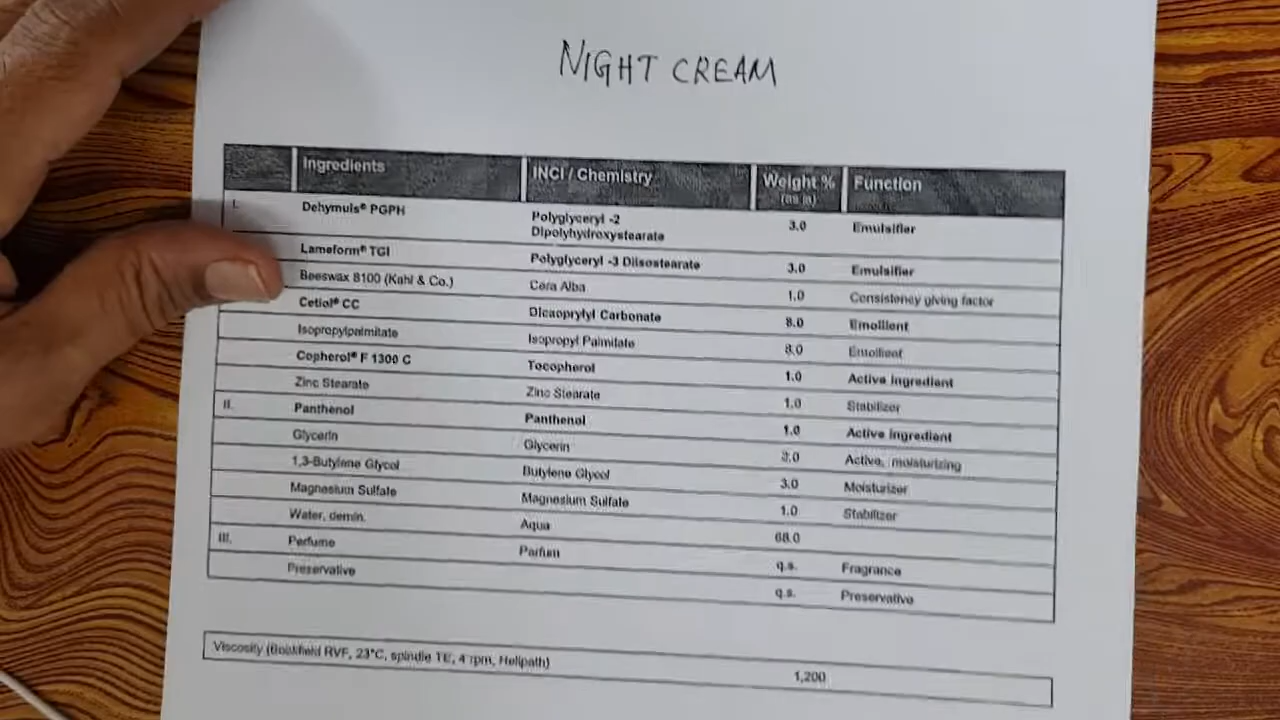 NIGHT CREAM
Ingredients INCI / Chemistry Weight % (as is) Function
I. Dehymuls® PGPH Polyglyceryl -2 Dipolyhydroxystearate 3.0 Emulsifier
Lameform® TGI Polyglyceryl -3 Diisostearate 3.0 Emulsifier
Beeswax 8100 (Kahl & Co.) Cera Alba 1.0 Consistency giving factor
Cetiol® CC Dicaprylyl Carbonate 8.0 Emollient
Isopropylpalmitate Isopropyl Palmitate 8.0 Emollient
Copherol® F 1300 C Tocopherol 1.0 Active ingredient
Zinc Stearate Zinc Stearate 1.0 Stabilizer
II. Panthenol Panthenol 1.0 Active ingredient
Glycerin Glycerin Active, moisturizing
1,3-Butylene Glycol Butylene Glycol 3.0 Moisturizer
Magnesium Sulfate Magnesium Sulfate 1.0 Stabilizer
Water, demin. Aqua 68.0
III. Perfume Parfum q.s. Fragrance
Preservative q.s. Preservative
Viscosity (Brookfield RVF, 23°C, spindle TE, 4 rpm, Helipath) 1,200